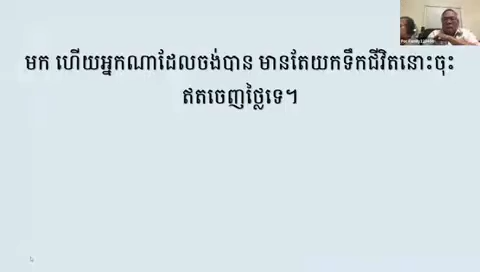 មក ហើយអ្នកណាដែលចង់បាន មានតែយកទឹកជីវិតនោះចុះ
ឥតចេញថ្លៃទេ។